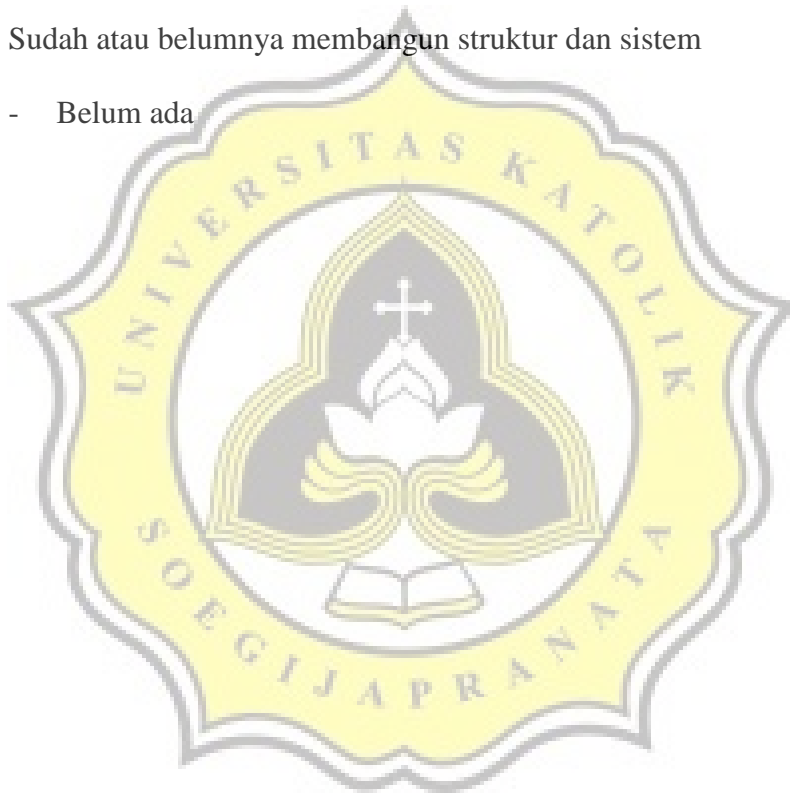 Sudah atau belumnya membangun struktur dan sistem
- Belum ada
UNIVERSITAS KATOLIK
SOEGIJAPRANATA